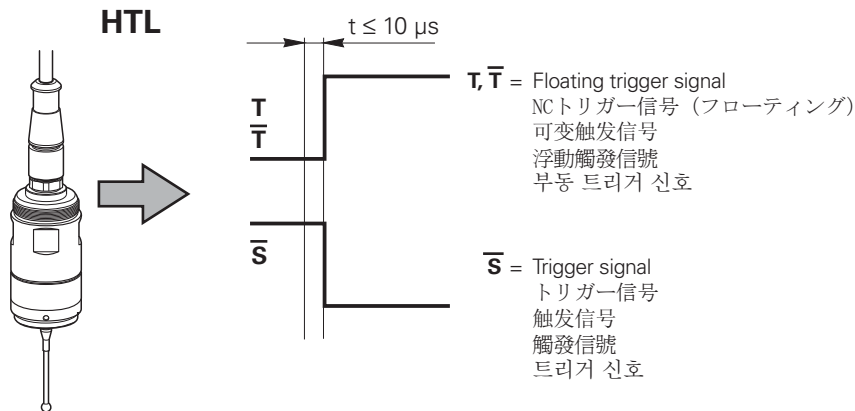 HTL
t ≤ 10 µs
T
T̅
T, T̅ = Floating trigger signal
NCトリガー信号（フローティング）
可变触发信号
浮動觸發信號
부동 트리거 신호
S̅
S̅ = Trigger signal
トリガー信号
触发信号
觸發信號
트리거 신호